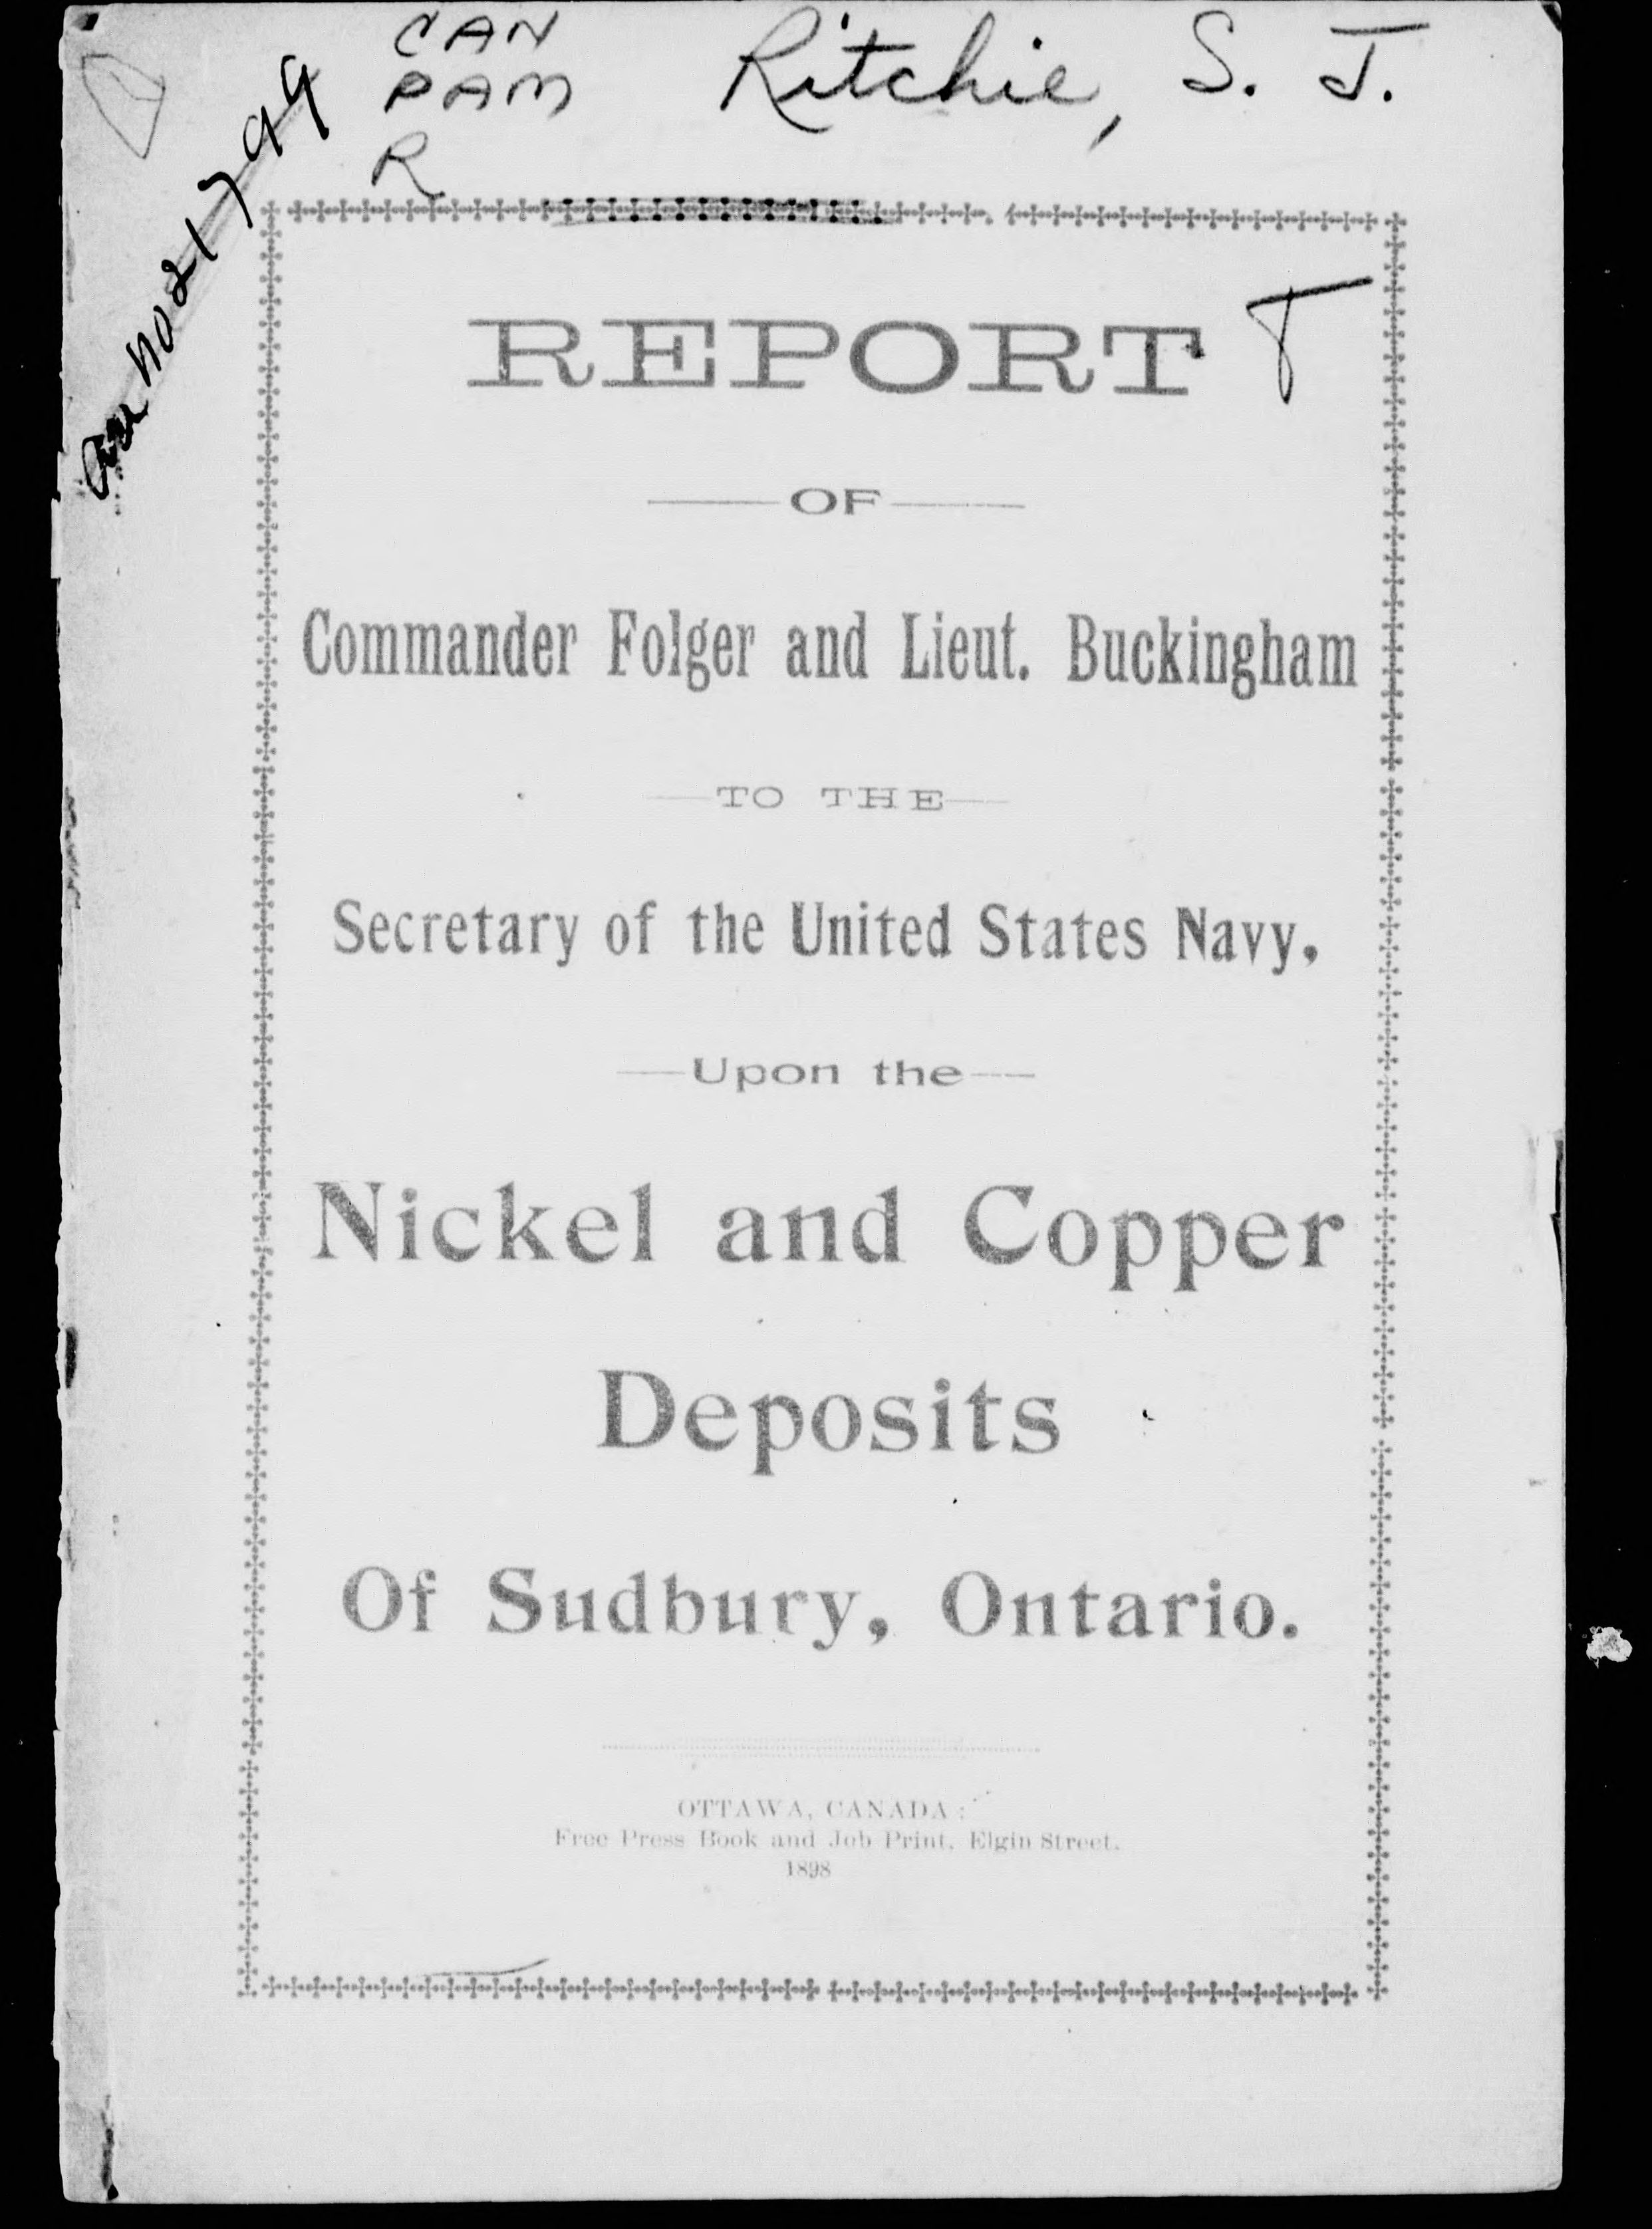 CAN
PAM
R
Ritchie, S. J.
REPORT
OF
Commander Folger and Lieut. Buckingham
TO THE
Secretary of the United States Navy,
Upon the
Nickel and Copper
Deposits
Of Sudbury, Ontario.
OTTAWA, CANADA:
Free Press Book and Job Print, Elgin Street.
1898